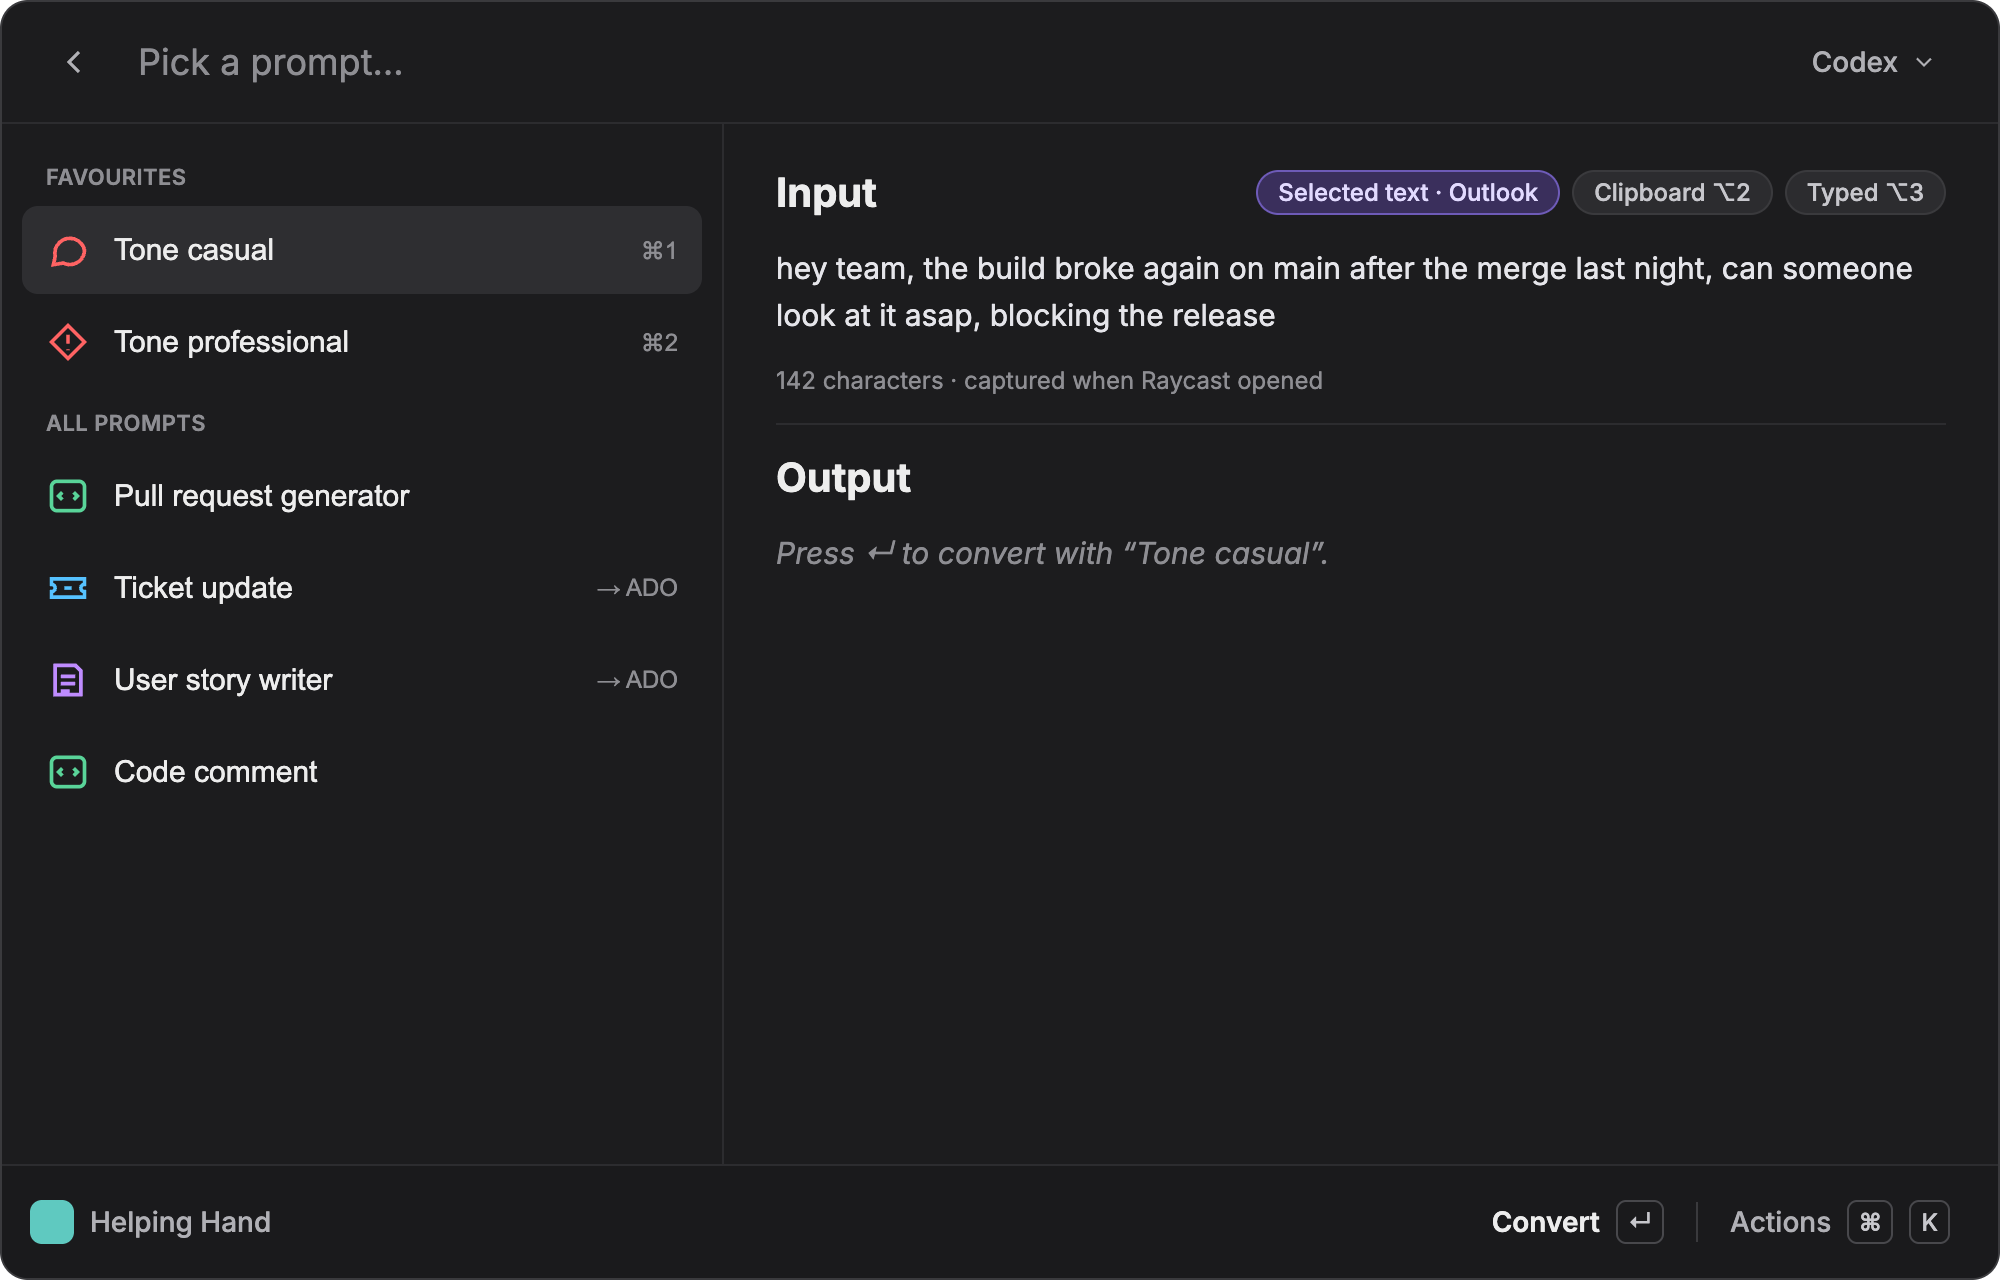 Pick a prompt...
Codex
FAVOURITES
Tone casual ⌘1
Tone professional ⌘2
ALL PROMPTS
Pull request generator
Ticket update → ADO
User story writer → ADO
Code comment
Input
Selected text · Outlook
Clipboard ⌥2
Typed ⌥3
hey team, the build broke again on main after the merge last night, can someone
look at it asap, blocking the release
142 characters · captured when Raycast opened
Output
Press ↵ to convert with “Tone casual”.
Helping Hand
Convert ↵
Actions ⌘ K